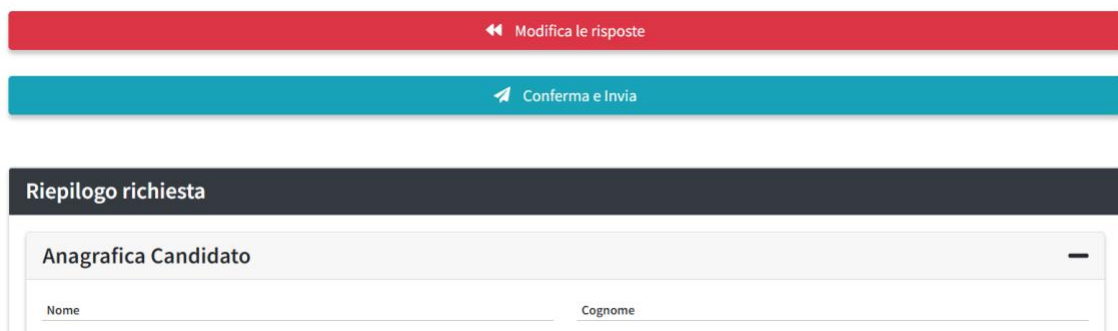 Modifica le risposte
Conferma e Invia
Riepilogo richiesta
Anagrafica Candidato
Nome Cognome